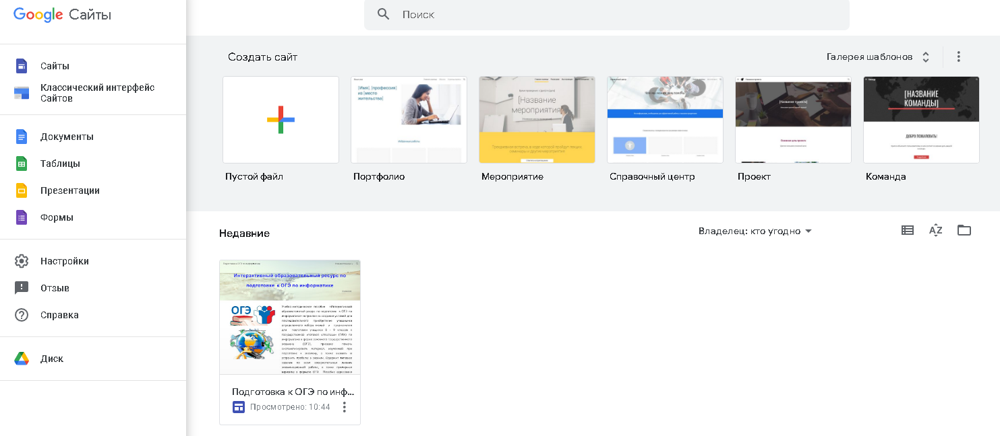 Google Сайты
Поиск
Сайты
Классический интерфейс
Сайтов
Документы
Таблицы
Презентации
Формы
Настройки
Отзыв
Справка
Диск
Создать сайт
Галерея шаблонов
[Имя], [профессия]
из [место
жительства]
[Название
мероприятия]
[Название проекта]
[НАЗВАНИЕ
КОМАНДЫ]
ДОБРО ПОЖАЛОВАТЬ!
Пустой файл
Портфолио
Мероприятие
Справочный центр
Проект
Команда
Недавние
Владелец: кто угодно
AZ
Интерактивный образовательный ресурс по
подготовке к ОГЭ по информатике
ОГЭ
Подготовка к ОГЭ по инф...
Просмотрено: 10:44